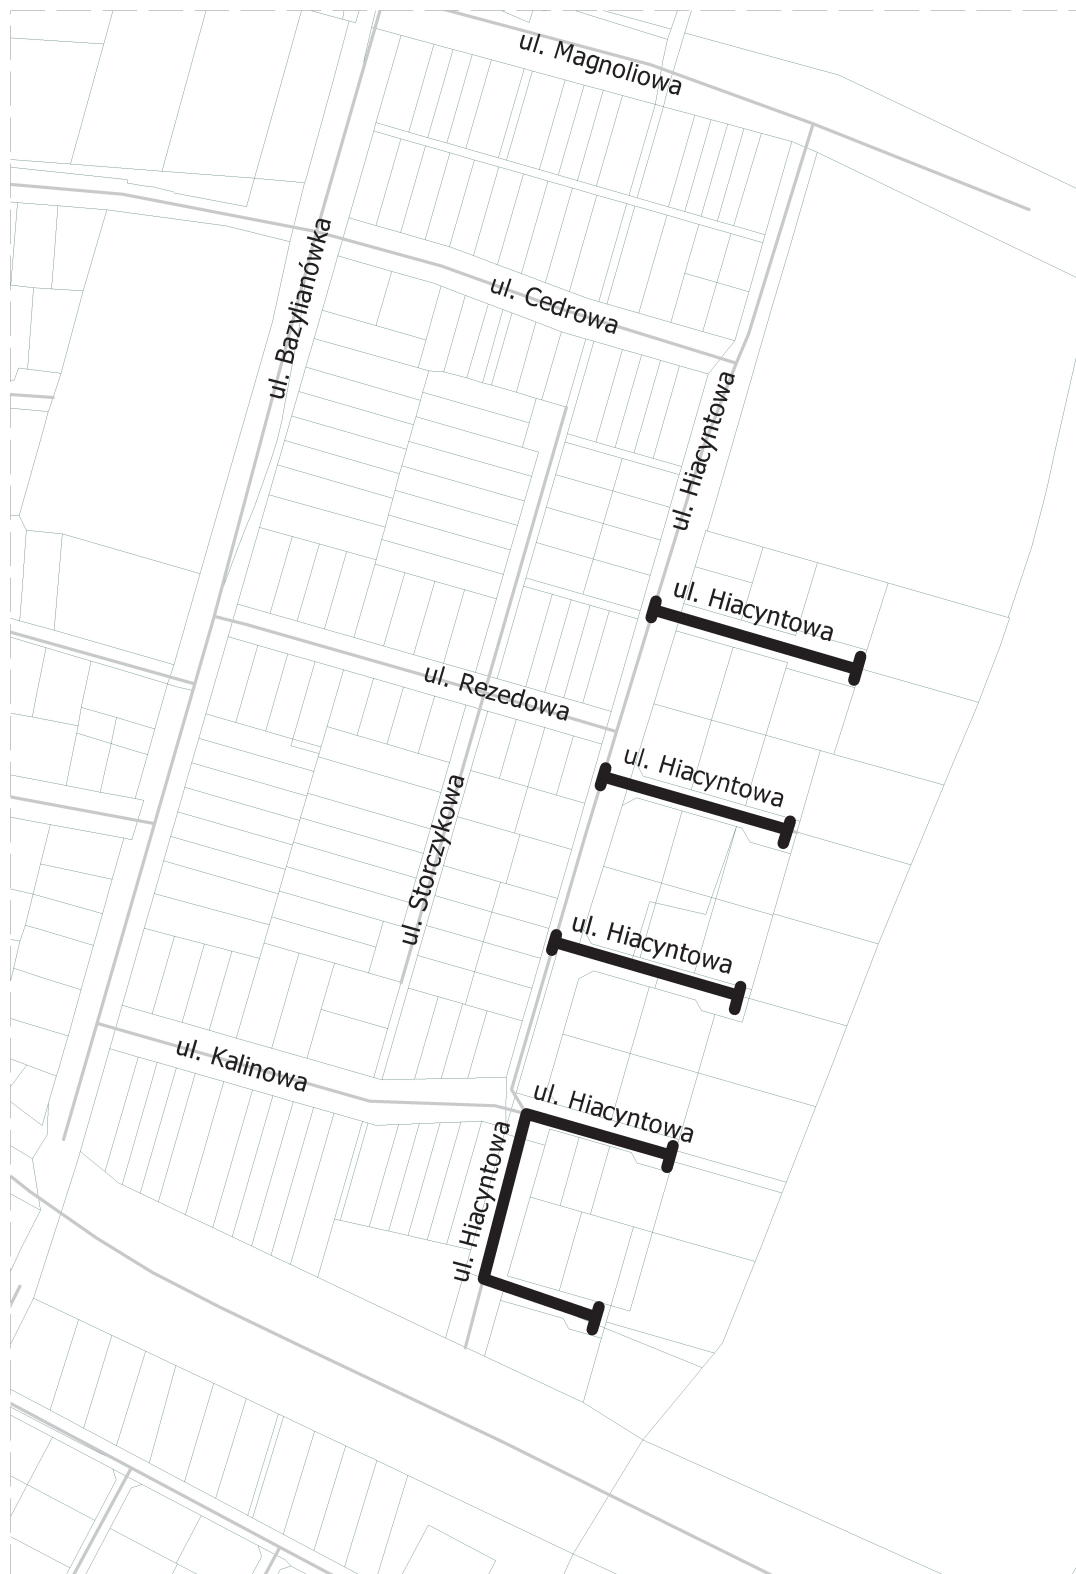 ul. Magnoliowa
ul. Bazylianówka
ul. Cedrowa
ul. Hiacyntowa
ul. Hiacyntowa
ul. Rezedowa
ul. Hiacyntowa
ul. Storczykowa
ul. Hiacyntowa
ul. Kalinowa
ul. Hiacyntowa
ul. Hiacyntowa